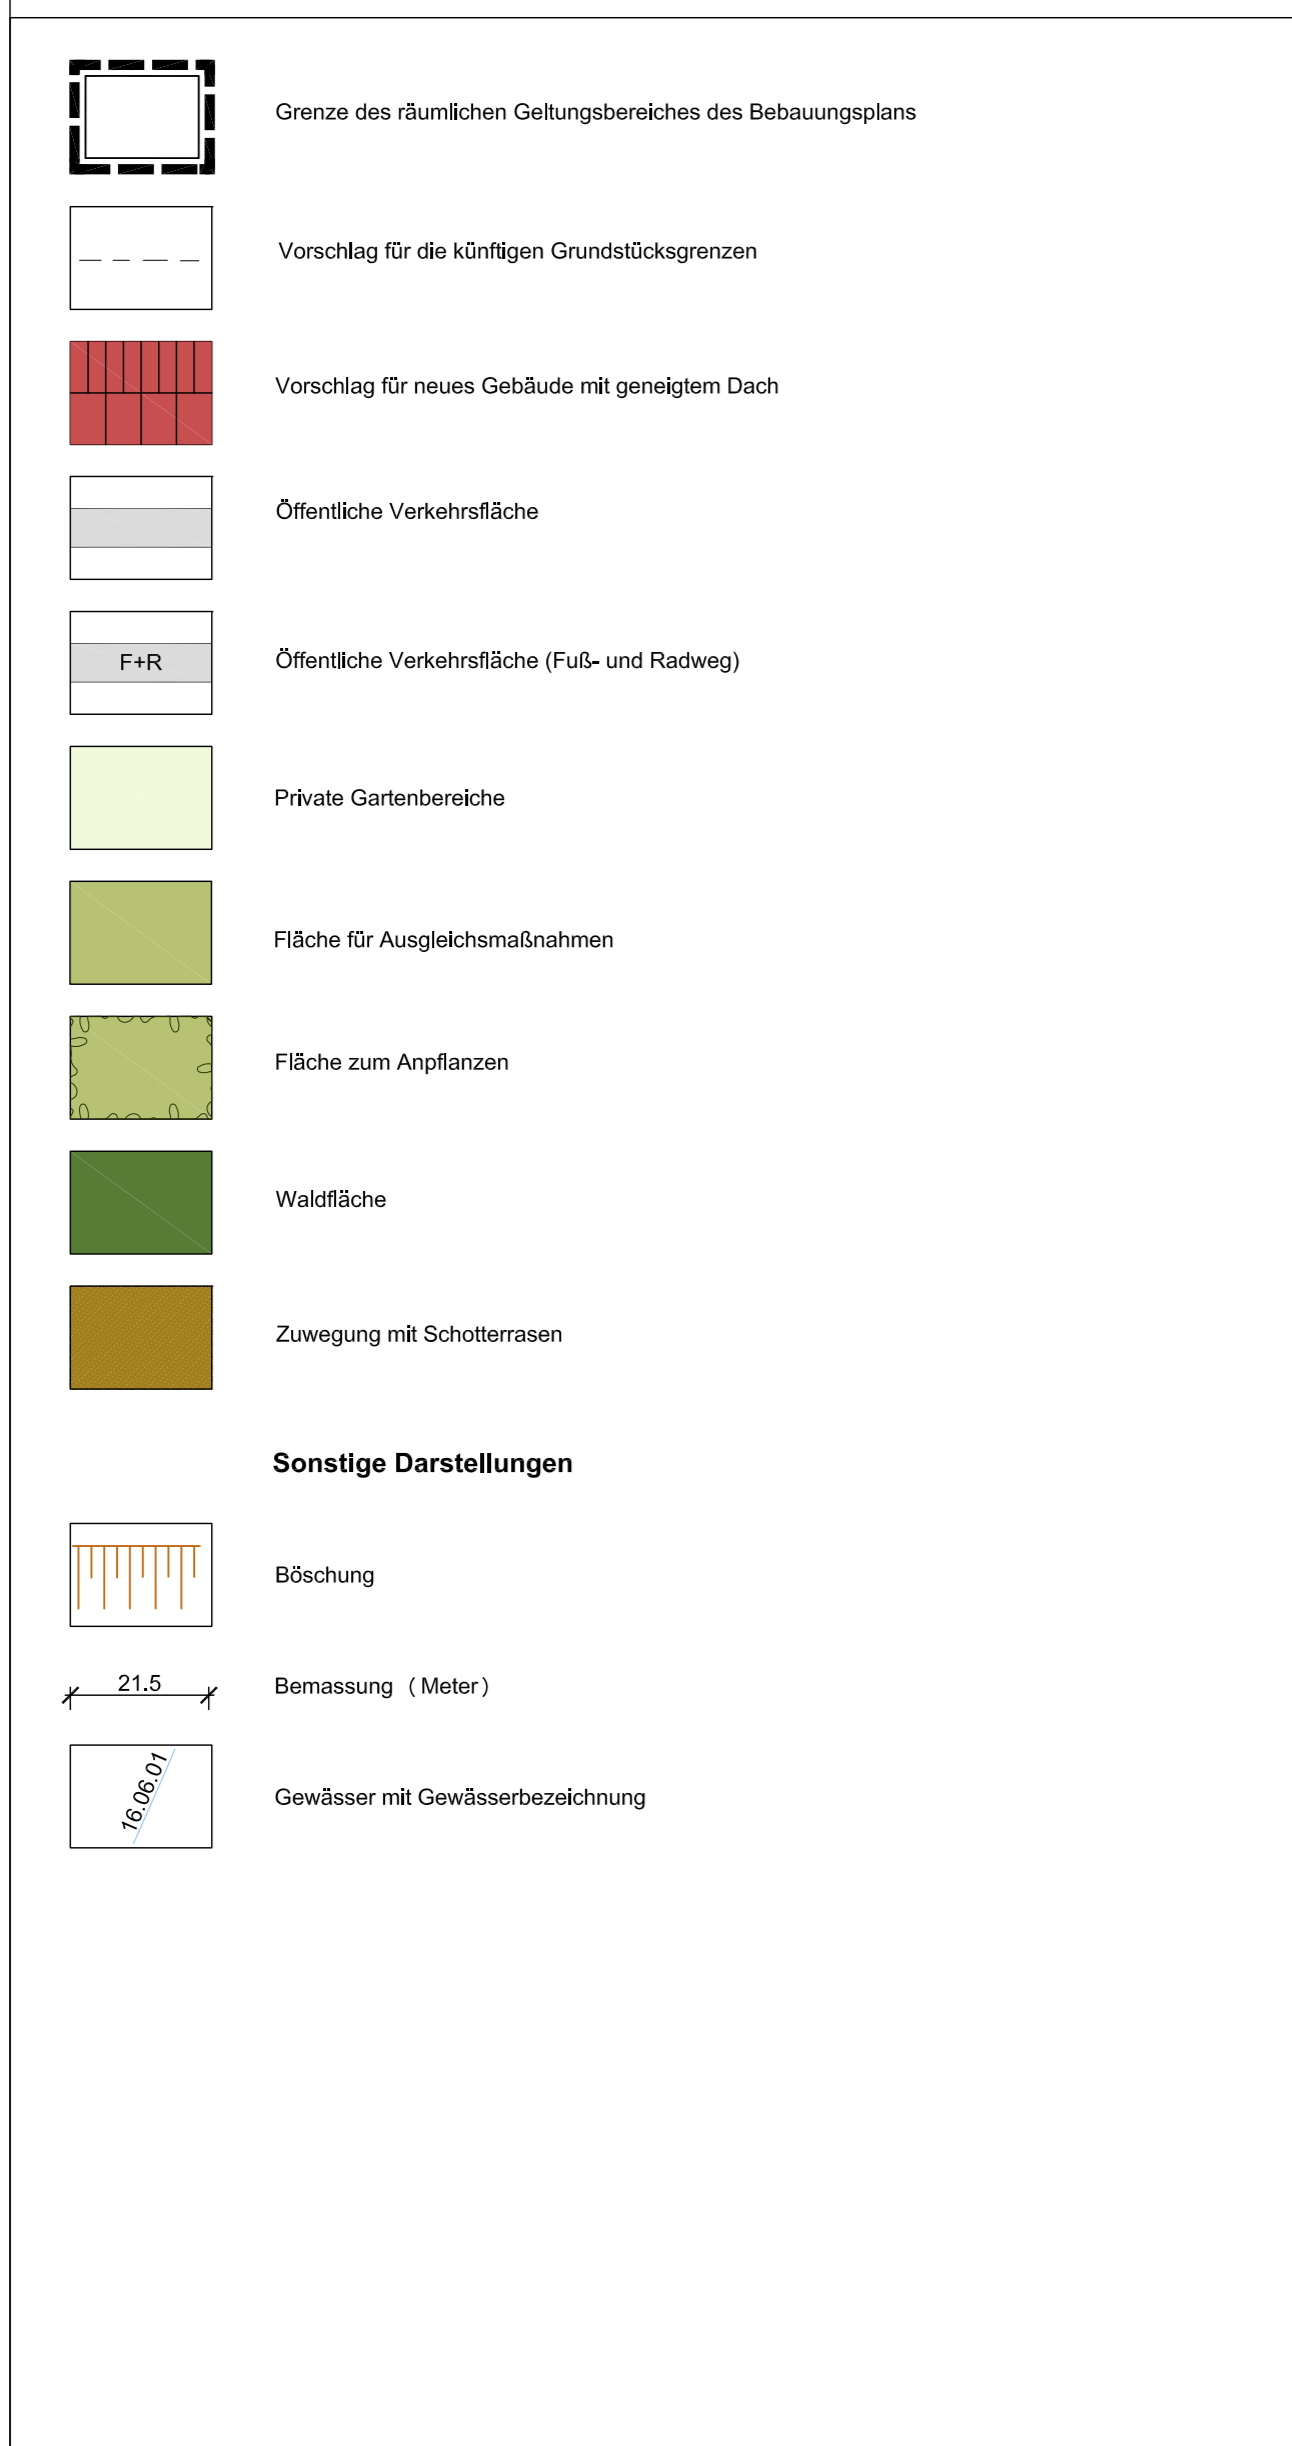 Grenze des räumlichen Geltungsbereiches des Bebauungsplans
Vorschlag für die künftigen Grundstücksgrenzen
Vorschlag für neues Gebäude mit geneigtem Dach
Öffentliche Verkehrsfläche
F+R Öffentliche Verkehrsfläche (Fuß- und Radweg)
Private Gartenbereiche
Fläche für Ausgleichsmaßnahmen
Fläche zum Anpflanzen
Waldfläche
Zuwegung mit Schotterrasen
Sonstige Darstellungen
Böschung
21.5 Bemassung (Meter)
16.06.01 Gewässer mit Gewässerbezeichnung